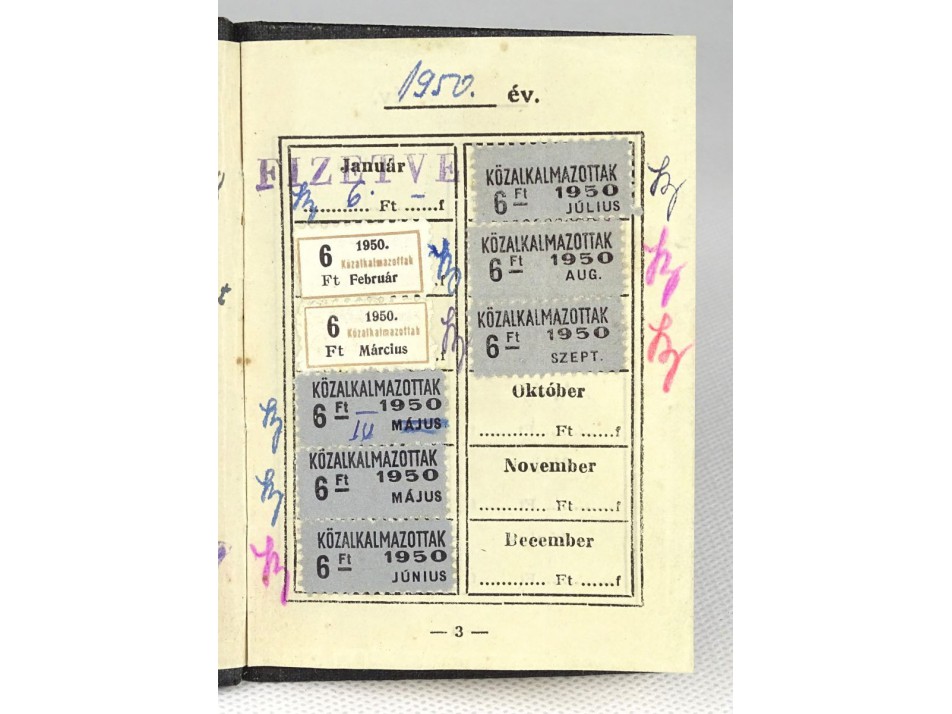 1950. év.
FIZETVE
Január
6. –
............ Ft ......f
6 1950.
Közalkalmazottak
Ft Február
.f
6 1950.
Közalkalmazottak
Ft Március
.f
KÖZALKALMAZOTTAK
6 Ft 1950
IV MÁJUS
KÖZALKALMAZOTTAK
6 Ft 1950
MÁJUS
KÖZALKALMAZOTTAK
6 Ft 1950
JÚNIUS
KÖZALKALMAZOTTAK
6 Ft 1950
JÚLIUS
KÖZALKALMAZOTTAK
6 Ft 1950
AUG.
KÖZALKALMAZOTTAK
6 Ft 1950
SZEPT.
Október
............ Ft ......f
November
............ Ft ......f
December
............ Ft ......f
— 3 —